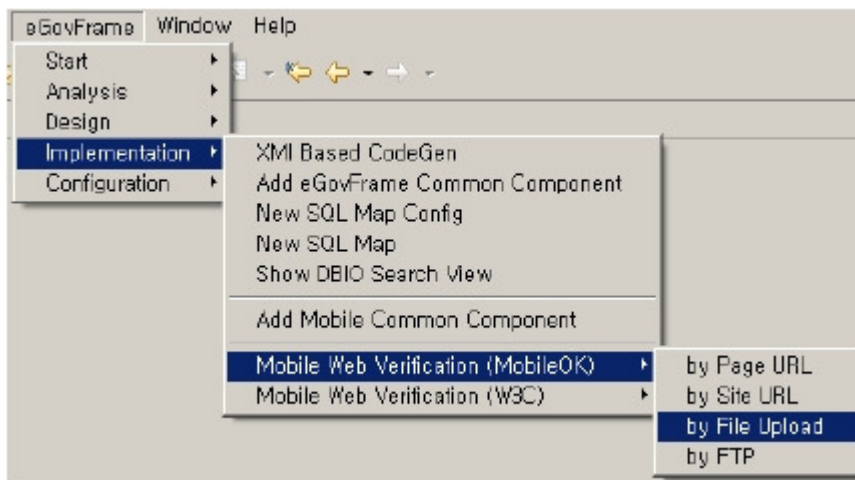 eGovFrame Window Help
Start
Analysis
Design
Implementation
Configuration
XMI Based CodeGen
Add eGovFrame Common Component
New SQL Map Config
New SQL Map
Show DBIO Search View
Add Mobile Common Component
Mobile Web Verification (MobileOK)
Mobile Web Verification (W3C)
by Page URL
by Site URL
by File Upload
by FTP